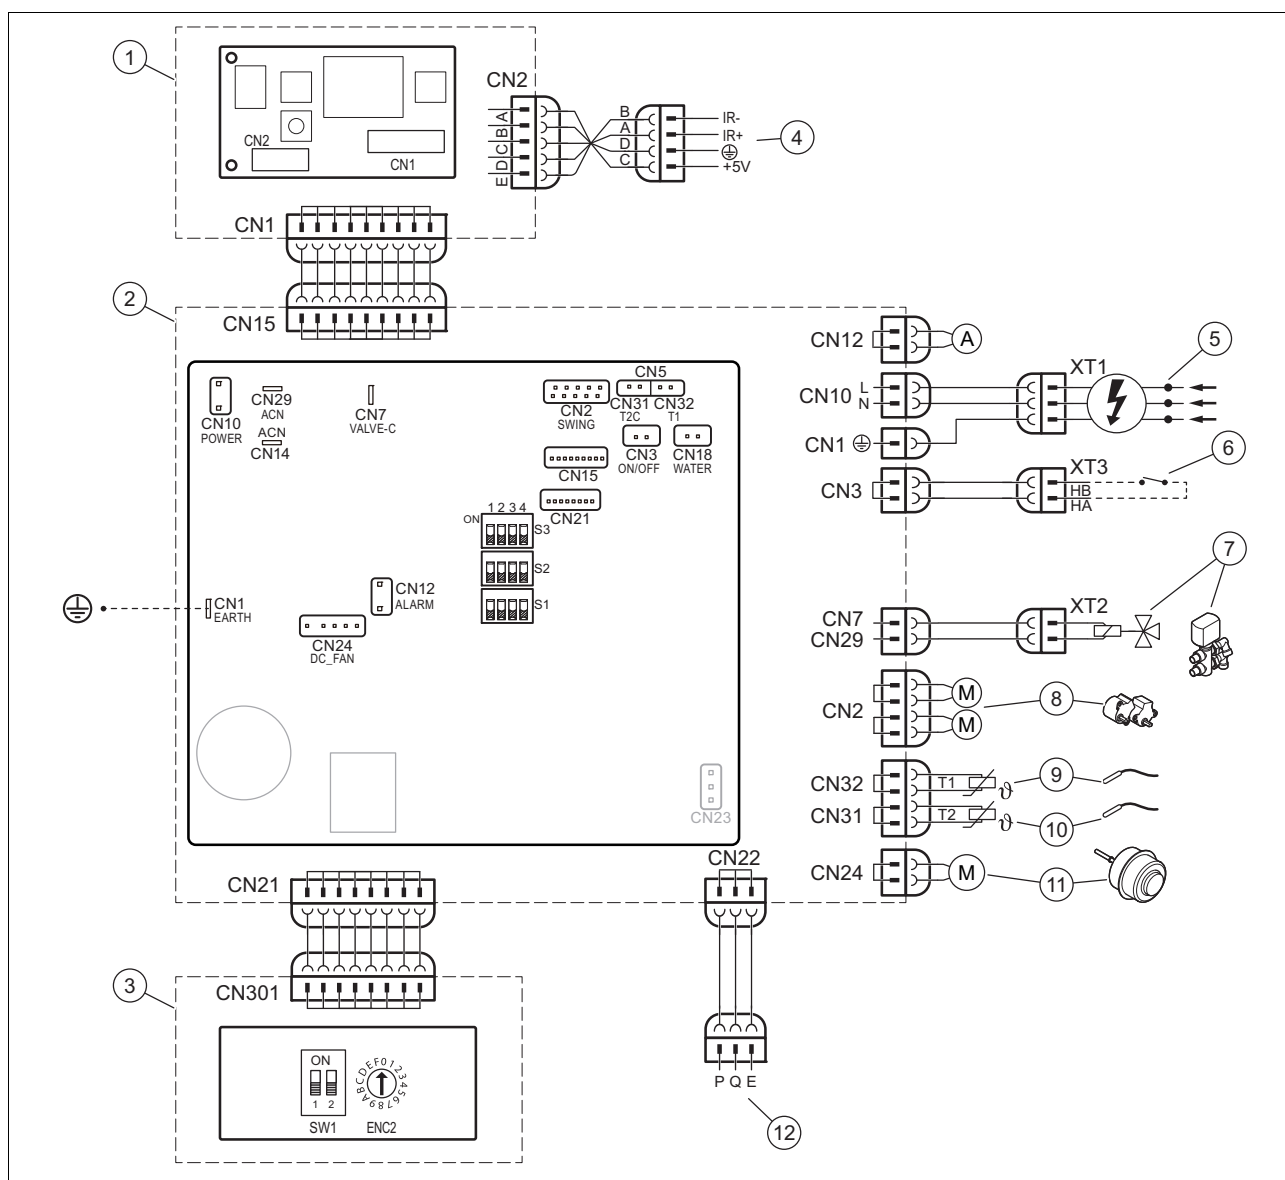 1
CN2
CN2
CN1
A
B
C
D
E
B
A
D
C
IR-
IR+
+5V
4
CN1
2
CN15
CN12
A
CN10
L
N
XT1
5
CN1
CN3
XT3
HB
HA
6
CN10
POWER
CN29
ACN
ACN
CN14
CN7
VALVE-C
CN2
SWING
CN5
CN31
CN32
T2C
T1
CN3
ON/OFF
CN18
WATER
CN15
CN21
1 2 3 4
ON
S3
S2
S1
CN1
EARTH
CN12
ALARM
CN24
DC_FAN
CN23
7
CN7
CN29
XT2
CN2
M
M
8
CN32
T1
ϑ
9
CN31
T2
ϑ
10
CN24
M
11
CN21
CN22
3
CN301
ON
1 2
SW1
0123456789ABCDEF
ENC2
P Q E
12